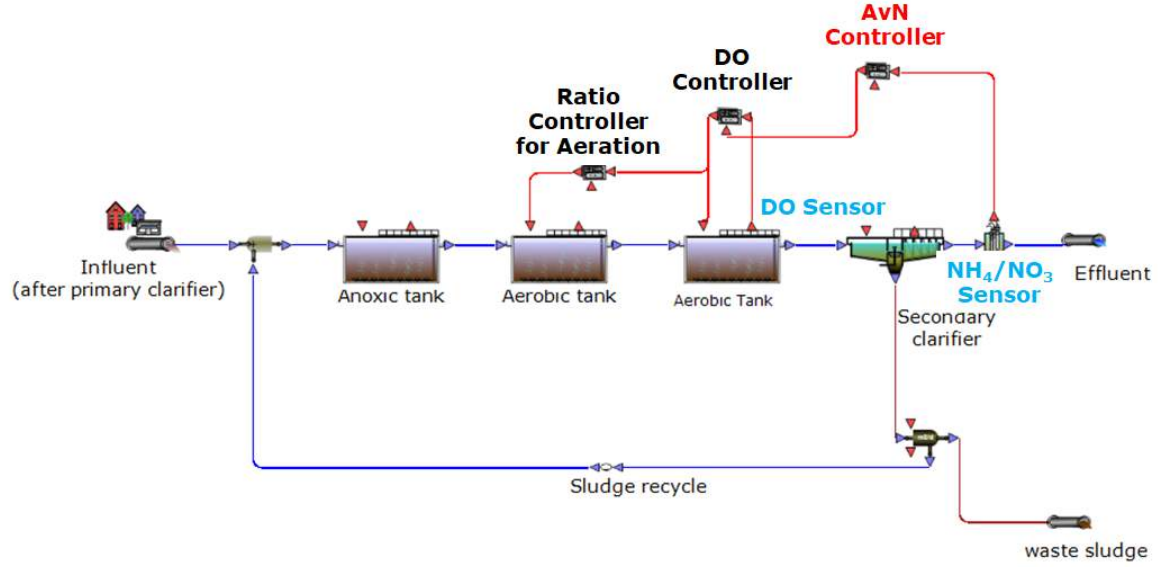 AvN
Controller
DO
Controller
Ratio
Controller
for Aeration
DO Sensor
Influent
(after primary clarifier)
Anoxic tank
Aerobic tank
Aerobic Tank
NH₄/NO₃
Sensor
Effluent
Secondary
clarifier
Sludge recycle
waste sludge